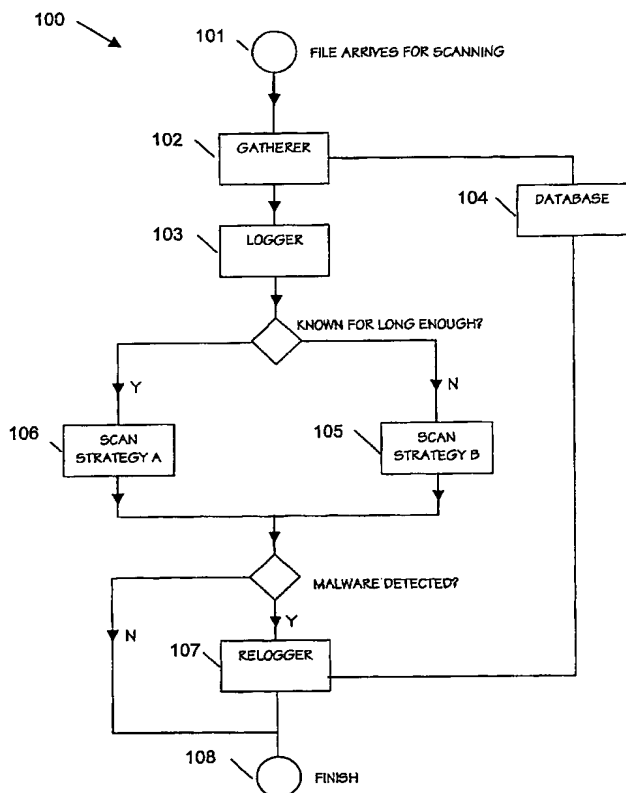 100
101
FILE ARRIVES FOR SCANNING
102
GATHERER
104
DATABASE
103
LOGGER
KNOWN FOR LONG ENOUGH?
Y
N
106
SCAN
STRATEGY A
105
SCAN
STRATEGY B
MALWARE DETECTED?
N
Y
107
RELOGGER
108
FINISH